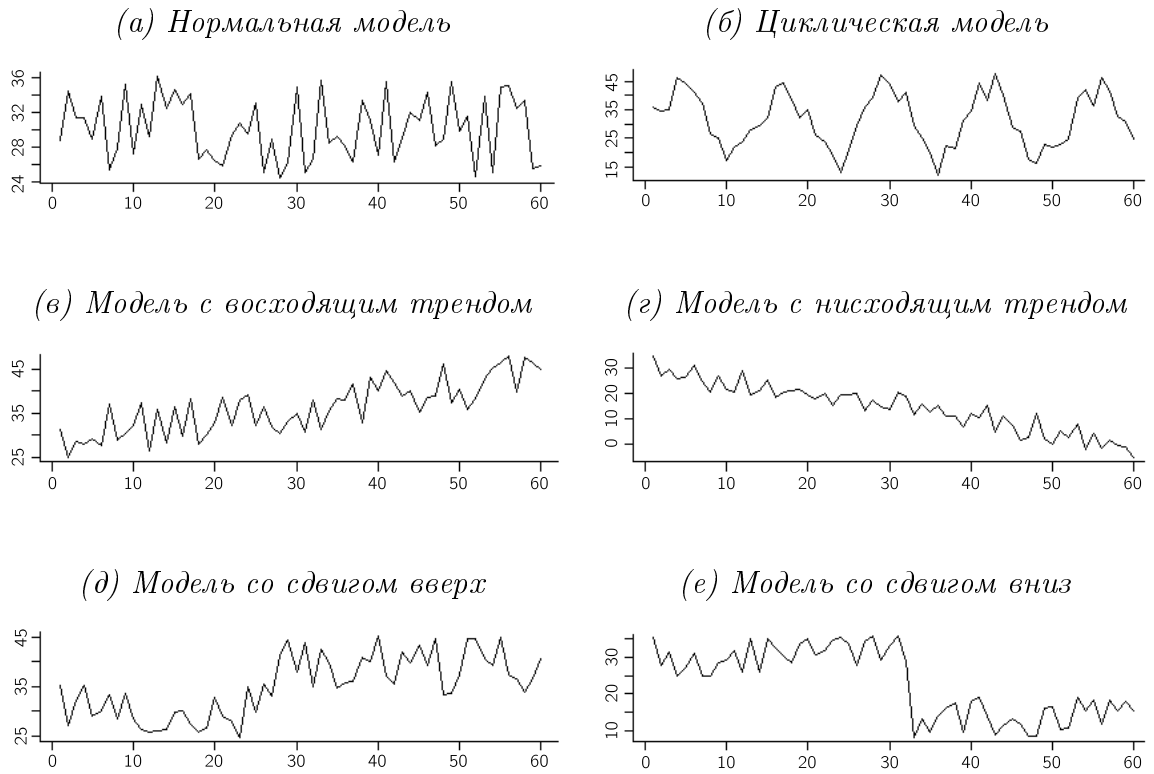 (а) Нормальная модель
(б) Циклическая модель
36
32
28
24
0 10 20 30 40 50 60
45
35
25
15
0 10 20 30 40 50 60
(в) Модель с восходящим трендом
(г) Модель с нисходящим трендом
45
35
25
0 10 20 30 40 50 60
30
20
10
0
0 10 20 30 40 50 60
(д) Модель со сдвигом вверх
(е) Модель со сдвигом вниз
45
35
25
0 10 20 30 40 50 60
30
20
10
0 10 20 30 40 50 60